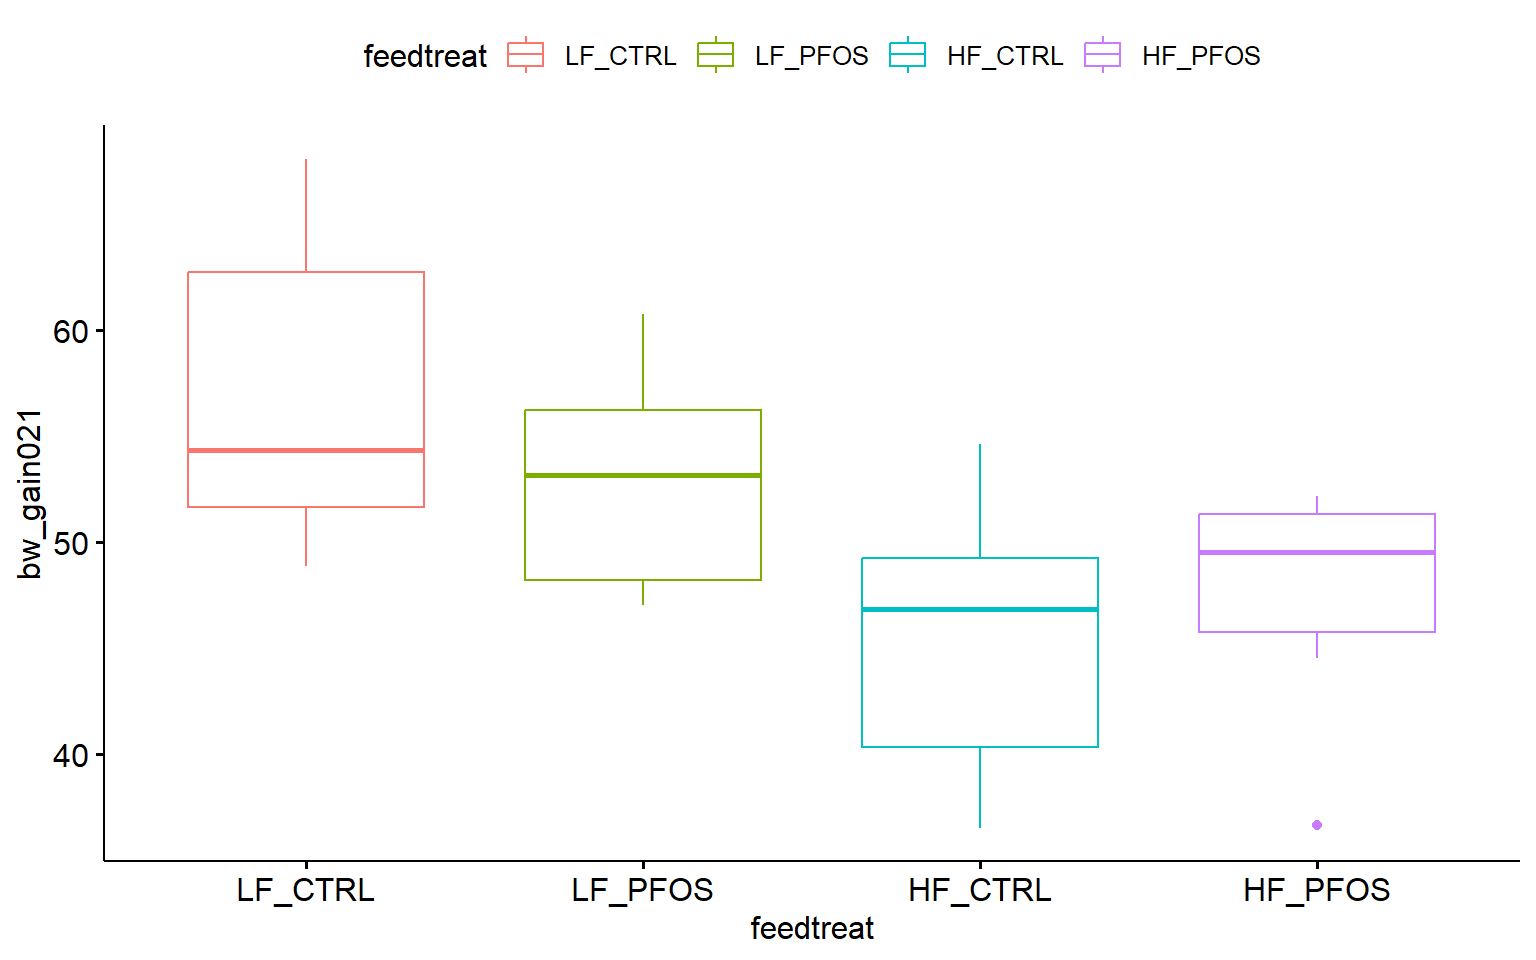 feedtreat LF_CTRL LF_PFOS HF_CTRL HF_PFOS
60
50
40
bw_gain021
LF_CTRL LF_PFOS HF_CTRL HF_PFOS
feedtreat